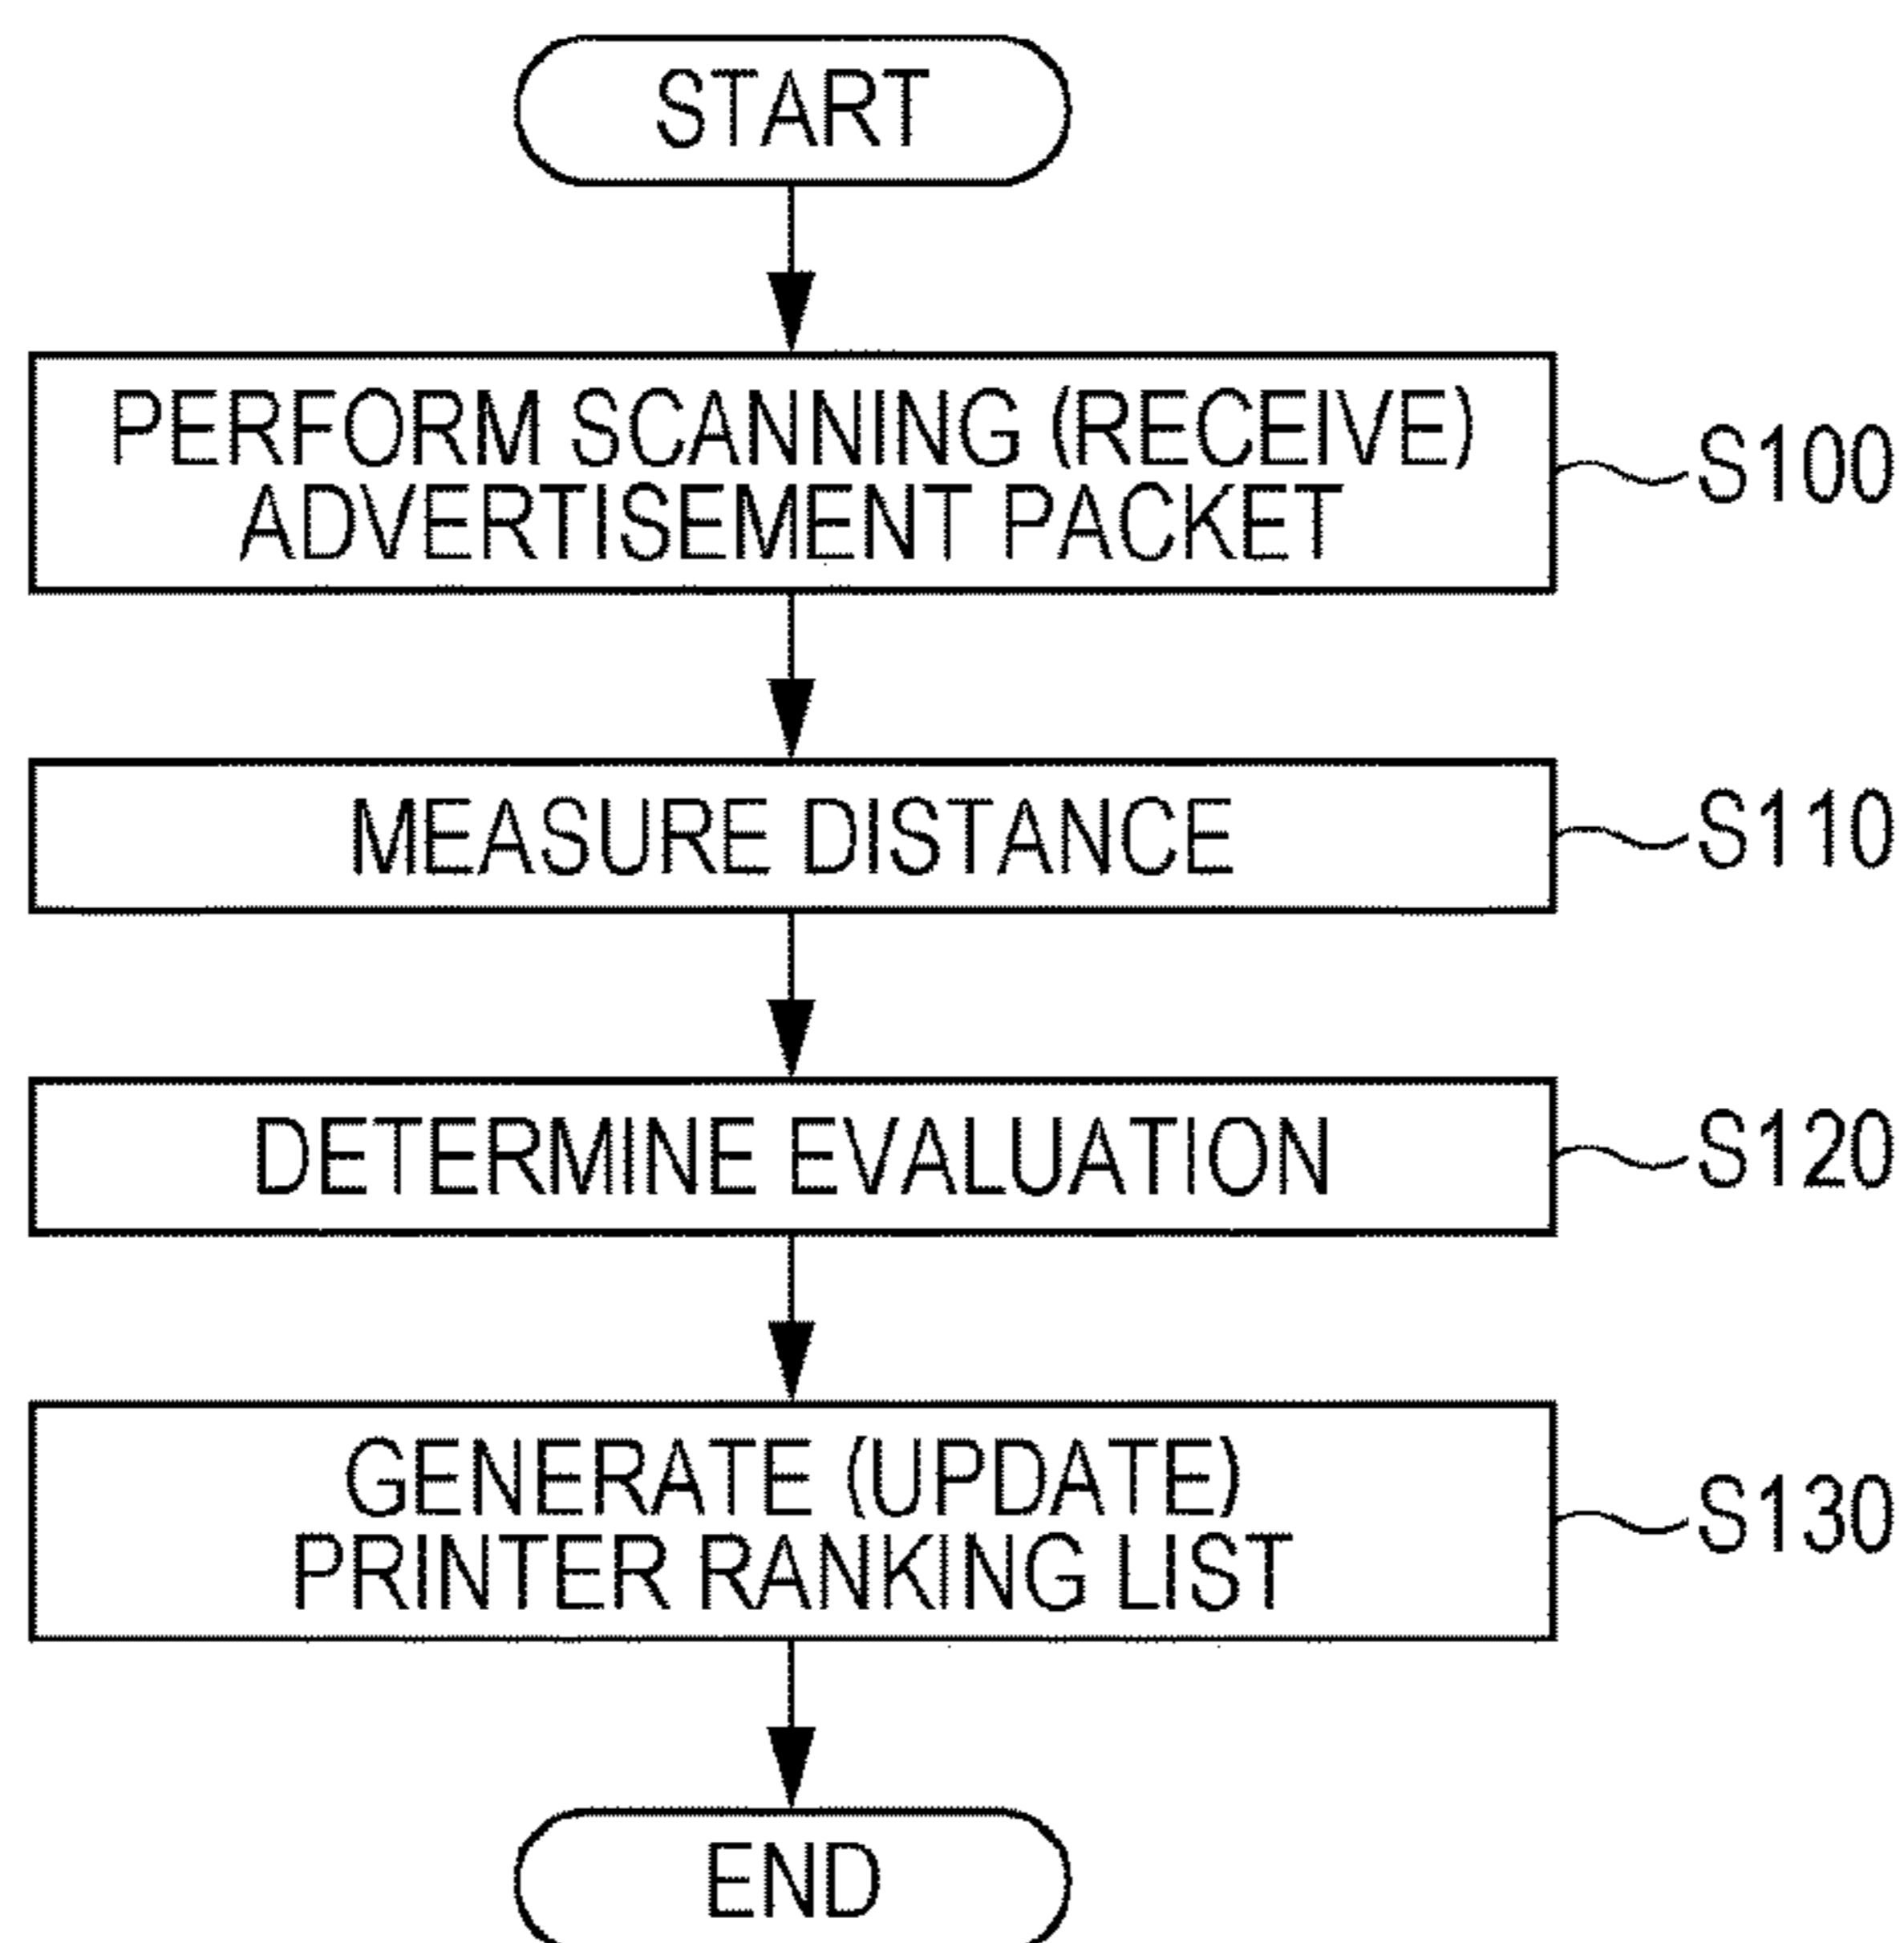 START
PERFORM SCANNING (RECEIVE)
ADVERTISEMENT PACKET
S100
MEASURE DISTANCE
S110
DETERMINE EVALUATION
S120
GENERATE (UPDATE)
PRINTER RANKING LIST
S130
END